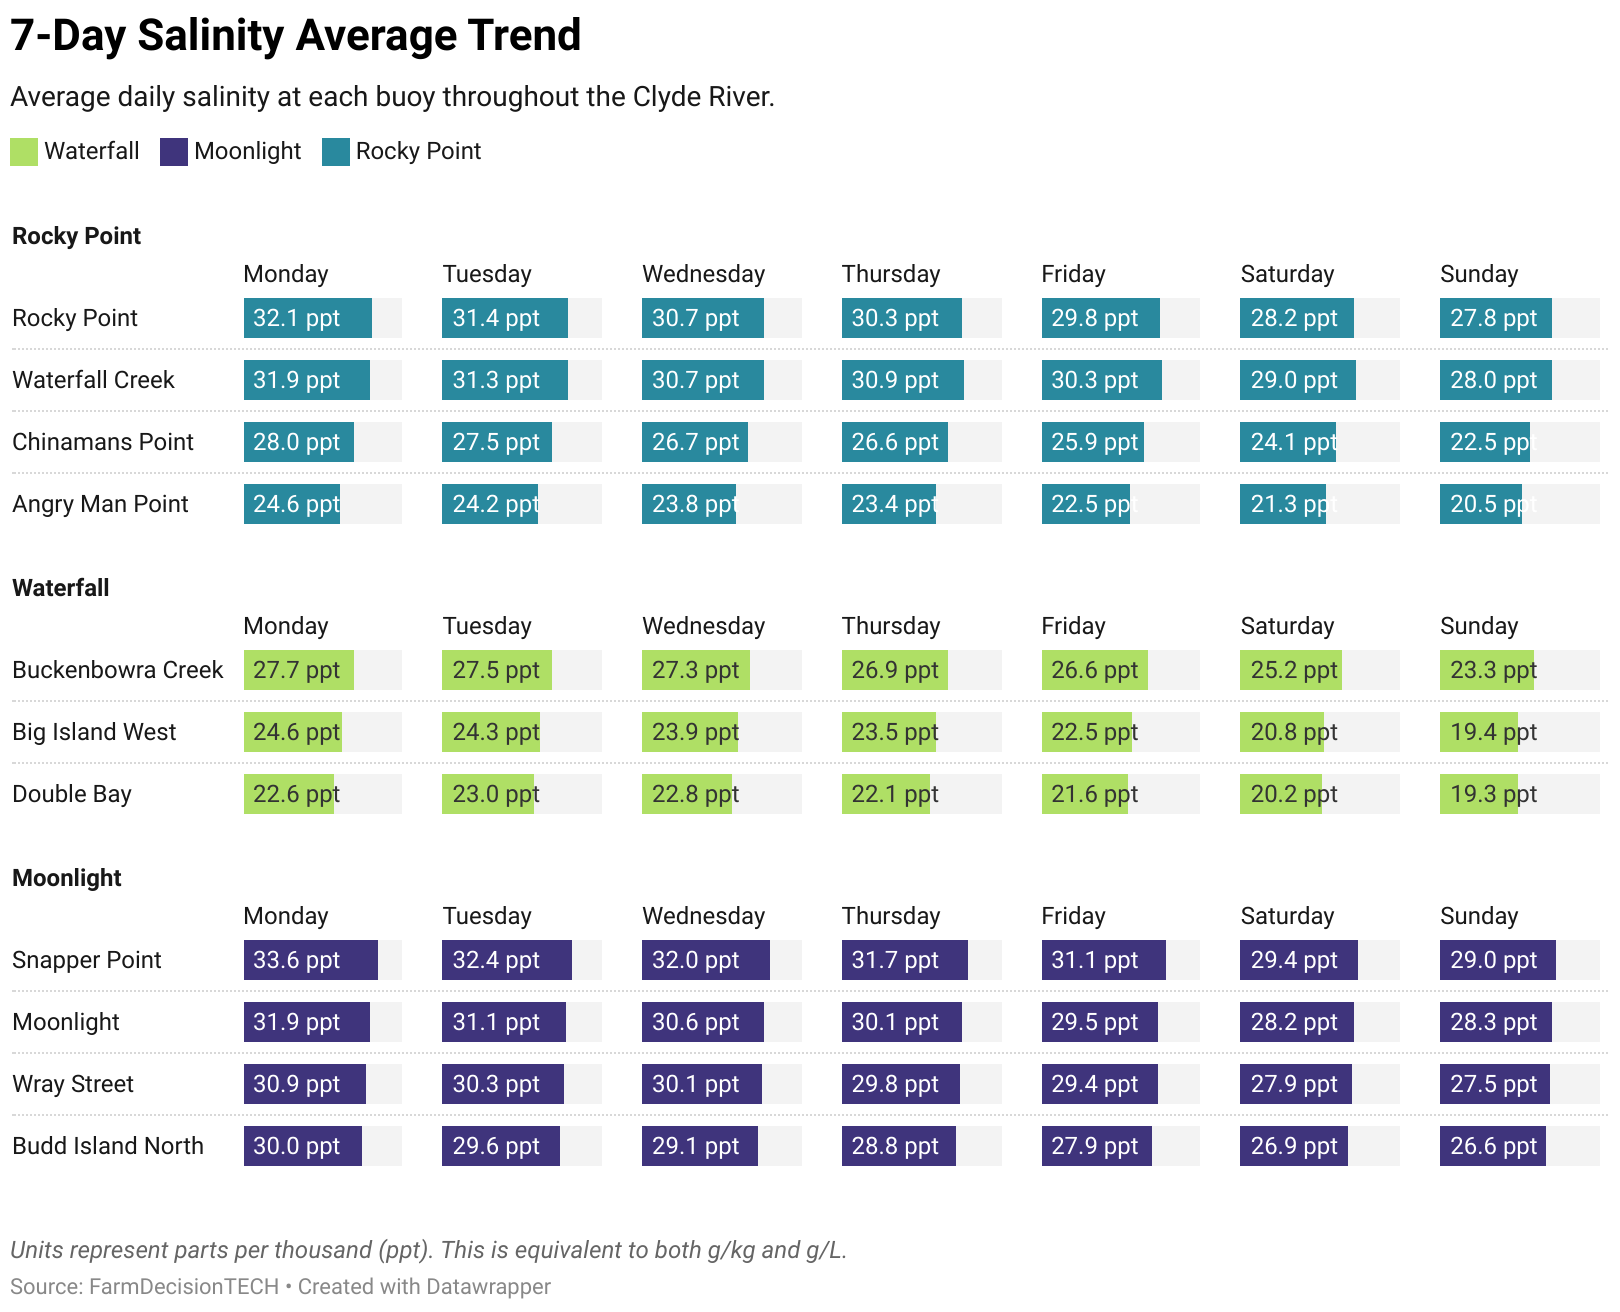 7-Day Salinity Average Trend
Average daily salinity at each buoy throughout the Clyde River.
Waterfall Moonlight Rocky Point
Rocky Point
Monday Tuesday Wednesday Thursday Friday Saturday Sunday
Rocky Point 32.1 ppt 31.4 ppt 30.7 ppt 30.3 ppt 29.8 ppt 28.2 ppt 27.8 ppt
Waterfall Creek 31.9 ppt 31.3 ppt 30.7 ppt 30.9 ppt 30.3 ppt 29.0 ppt 28.0 ppt
Chinamans Point 28.0 ppt 27.5 ppt 26.7 ppt 26.6 ppt 25.9 ppt 24.1 ppt 22.5 ppt
Angry Man Point 24.6 ppt 24.2 ppt 23.8 ppt 23.4 ppt 22.5 ppt 21.3 ppt 20.5 ppt
Waterfall
Monday Tuesday Wednesday Thursday Friday Saturday Sunday
Buckenbowra Creek 27.7 ppt 27.5 ppt 27.3 ppt 26.9 ppt 26.6 ppt 25.2 ppt 23.3 ppt
Big Island West 24.6 ppt 24.3 ppt 23.9 ppt 23.5 ppt 22.5 ppt 20.8 ppt 19.4 ppt
Double Bay 22.6 ppt 23.0 ppt 22.8 ppt 22.1 ppt 21.6 ppt 20.2 ppt 19.3 ppt
Moonlight
Monday Tuesday Wednesday Thursday Friday Saturday Sunday
Snapper Point 33.6 ppt 32.4 ppt 32.0 ppt 31.7 ppt 31.1 ppt 29.4 ppt 29.0 ppt
Moonlight 31.9 ppt 31.1 ppt 30.6 ppt 30.1 ppt 29.5 ppt 28.2 ppt 28.3 ppt
Wray Street 30.9 ppt 30.3 ppt 30.1 ppt 29.8 ppt 29.4 ppt 27.9 ppt 27.5 ppt
Budd Island North 30.0 ppt 29.6 ppt 29.1 ppt 28.8 ppt 27.9 ppt 26.9 ppt 26.6 ppt
Units represent parts per thousand (ppt). This is equivalent to both g/kg and g/L.
Source: FarmDecisionTECH • Created with Datawrapper